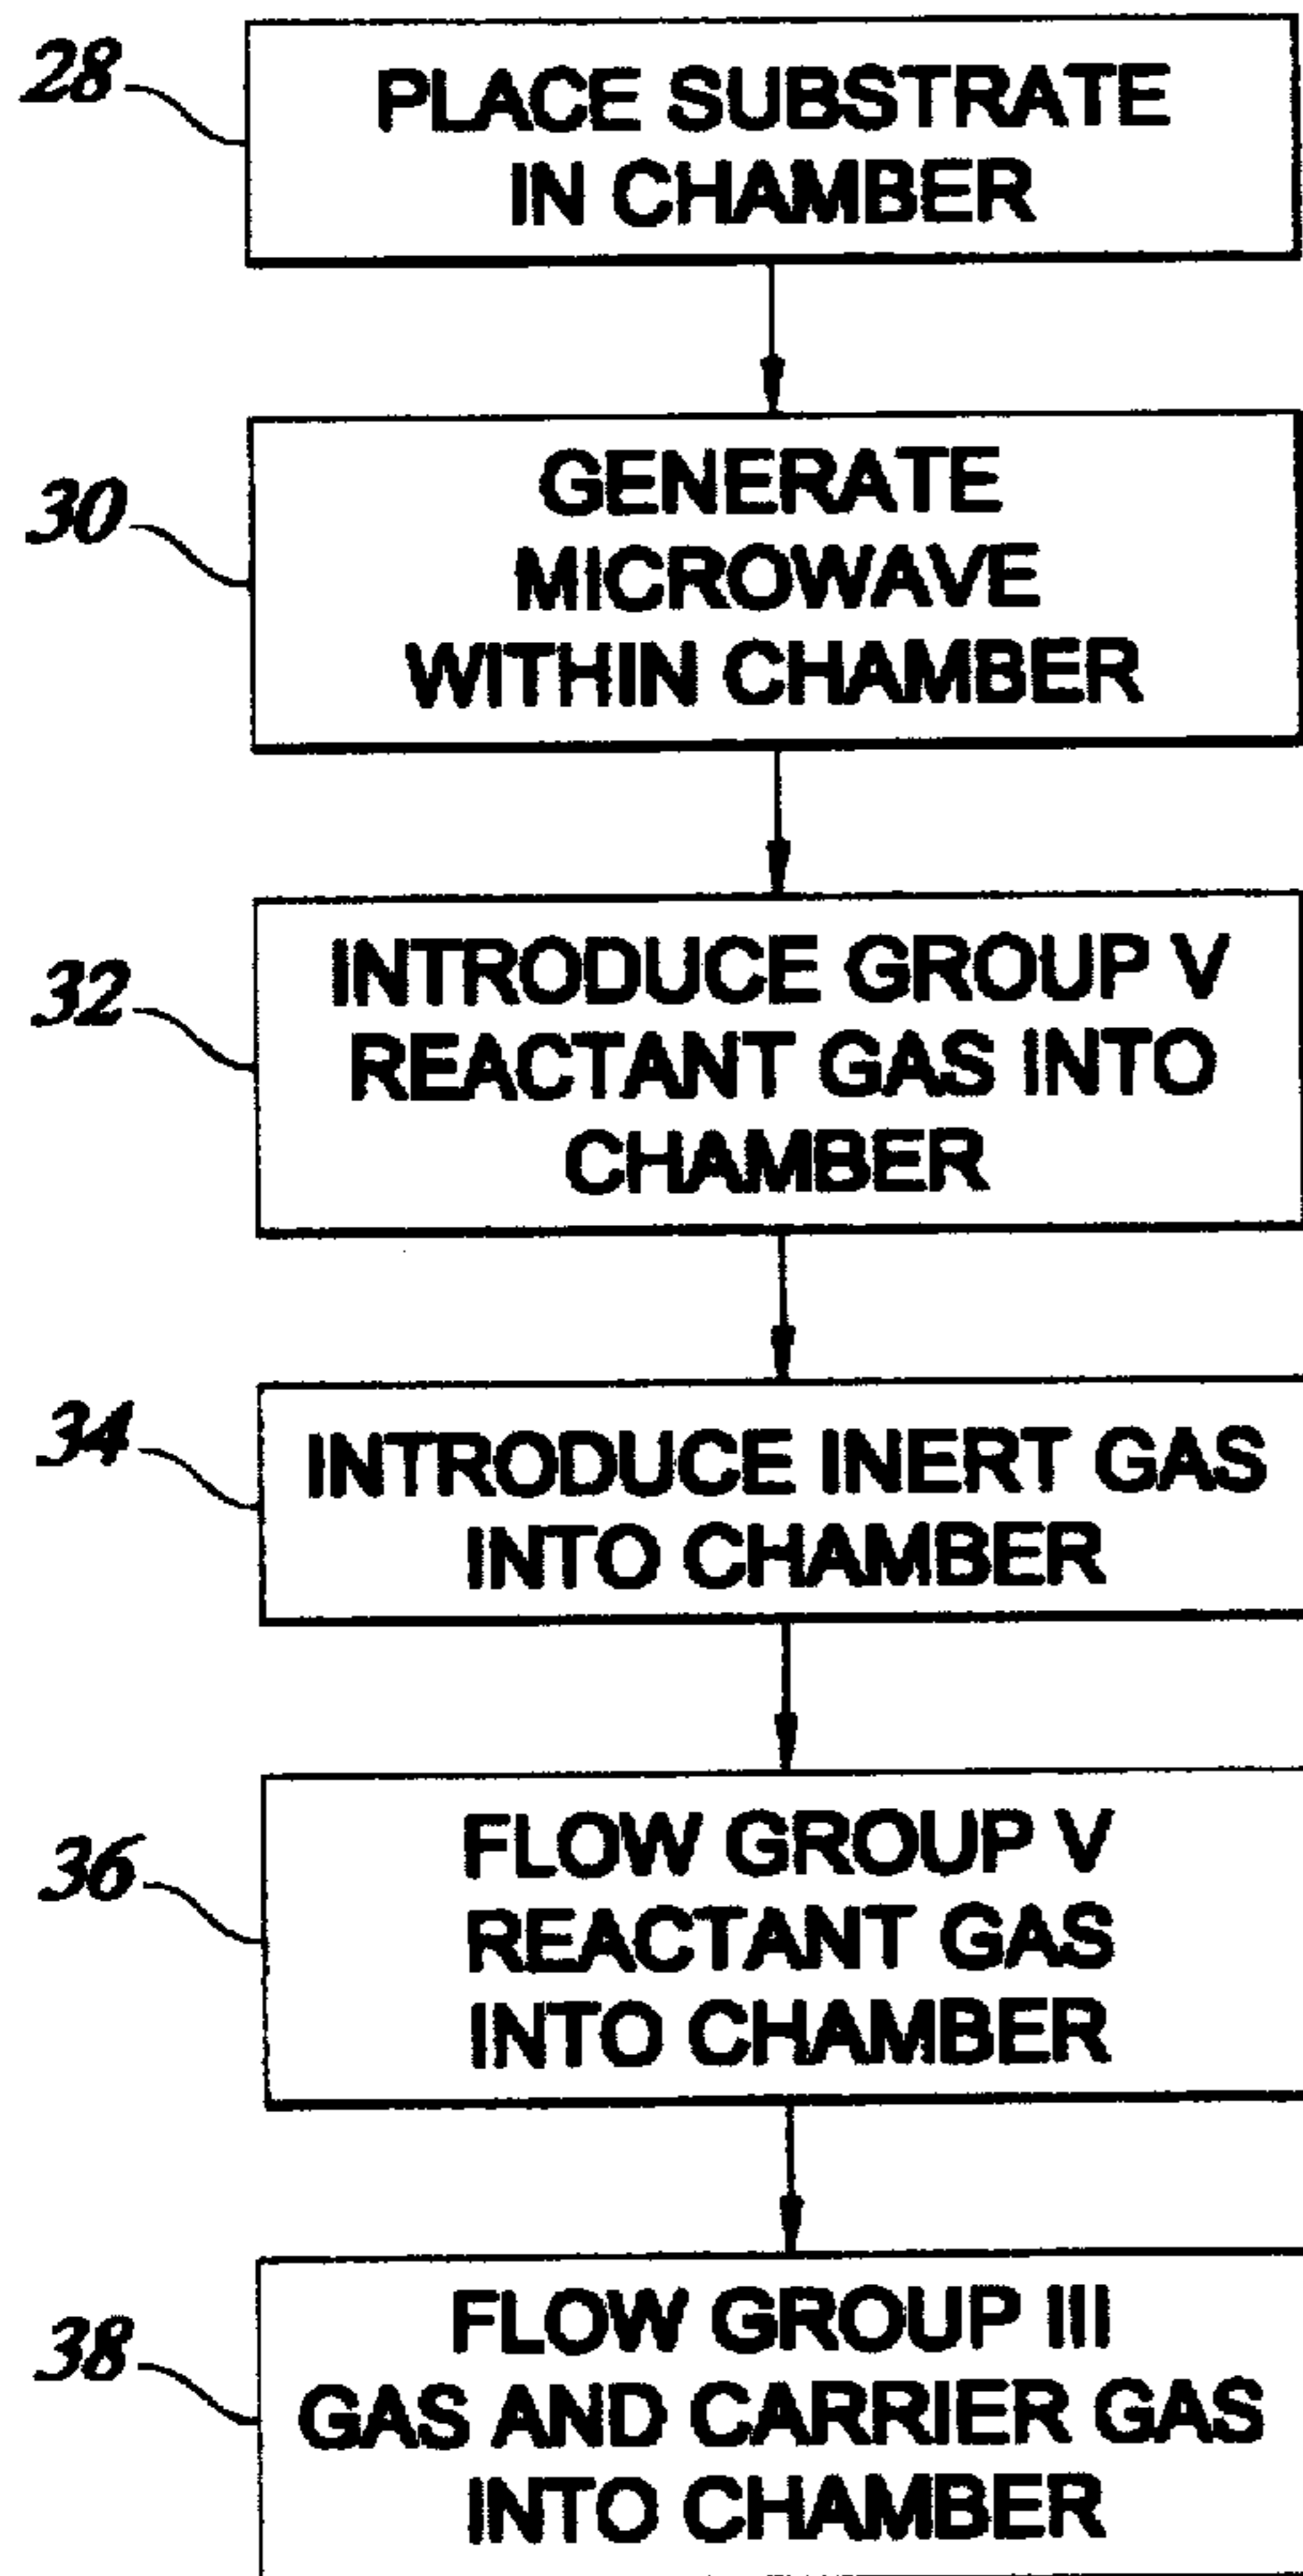 28
PLACE SUBSTRATE
IN CHAMBER
30
GENERATE
MICROWAVE
WITHIN CHAMBER
32
INTRODUCE GROUP V
REACTANT GAS INTO
CHAMBER
34
INTRODUCE INERT GAS
INTO CHAMBER
36
FLOW GROUP V
REACTANT GAS
INTO CHAMBER
38
FLOW GROUP III
GAS AND CARRIER GAS
INTO CHAMBER